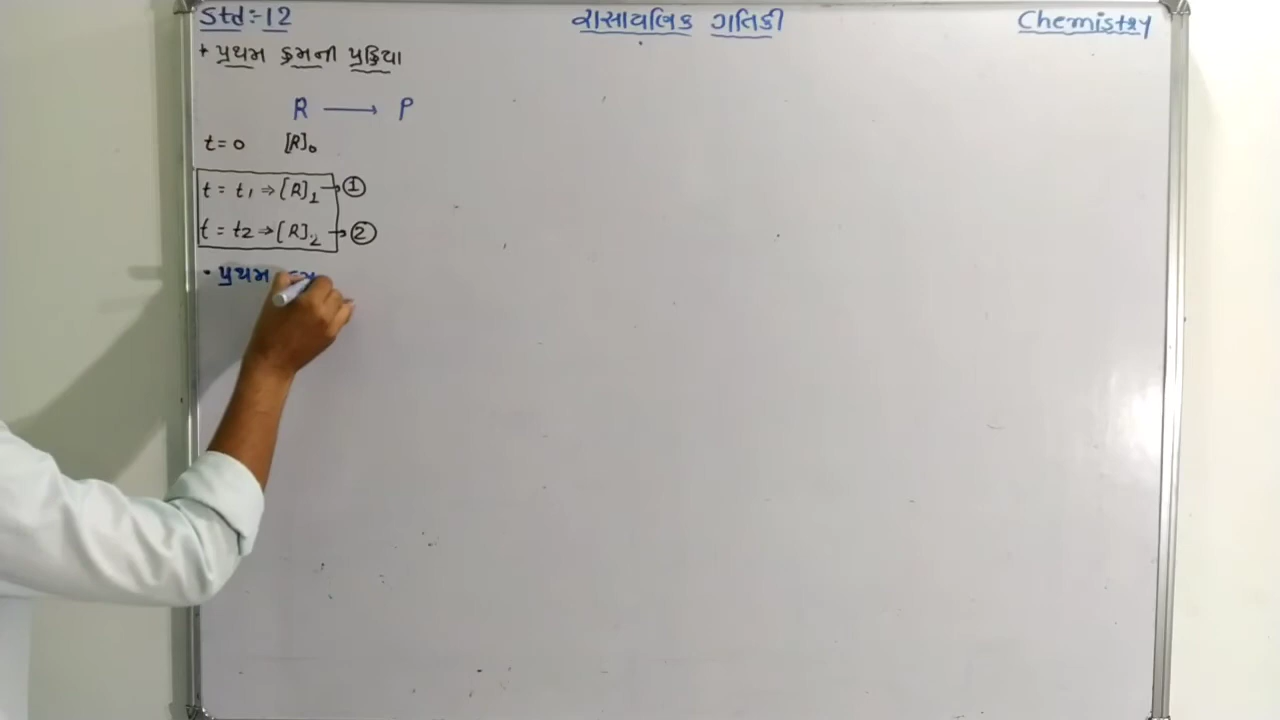 Std:-12 રાસાયણિક ગતિકી Chemistry
+ પ્રથમ ક્રમની પ્રક્રિયા
R ⟶ P
t=0 [R]₀
t = t₁ ⇒ [R]₁ → ①
t = t₂ ⇒ [R]₂ → ②
• પ્રથમ